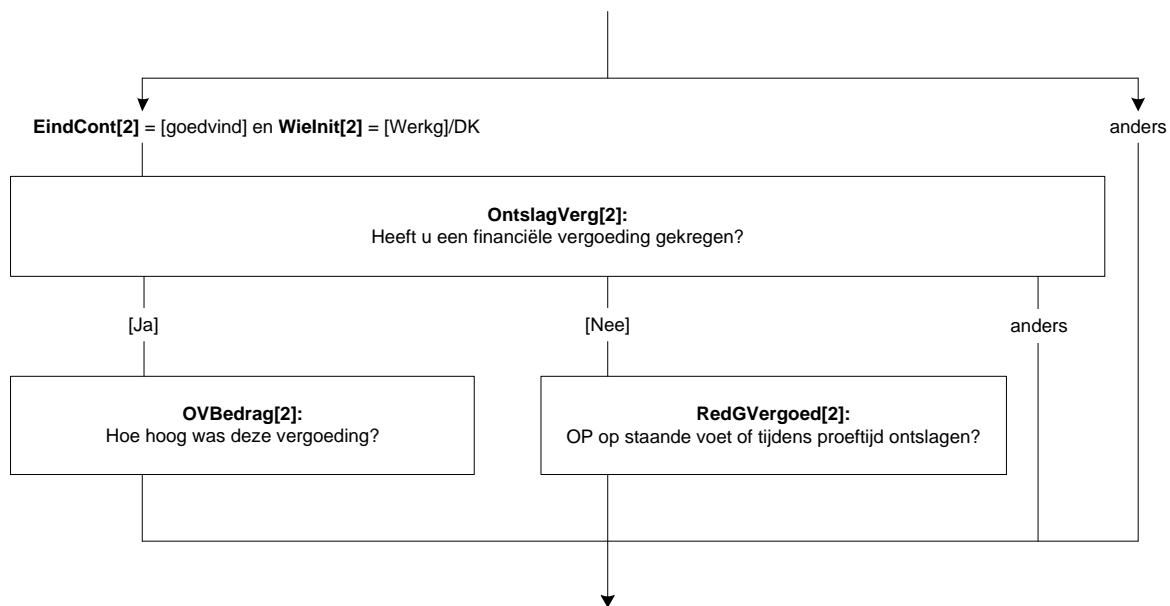 EindCont[2] = [goedvind] en WieInit[2] = [Werkg]/DK
anders
OntslagVerg[2]:
Heeft u een financiële vergoeding gekregen?
[Ja]
[Nee]
anders
OVBedrag[2]:
Hoe hoog was deze vergoeding?
RedGVergoed[2]:
OP op staande voet of tijdens proeftijd ontslagen?